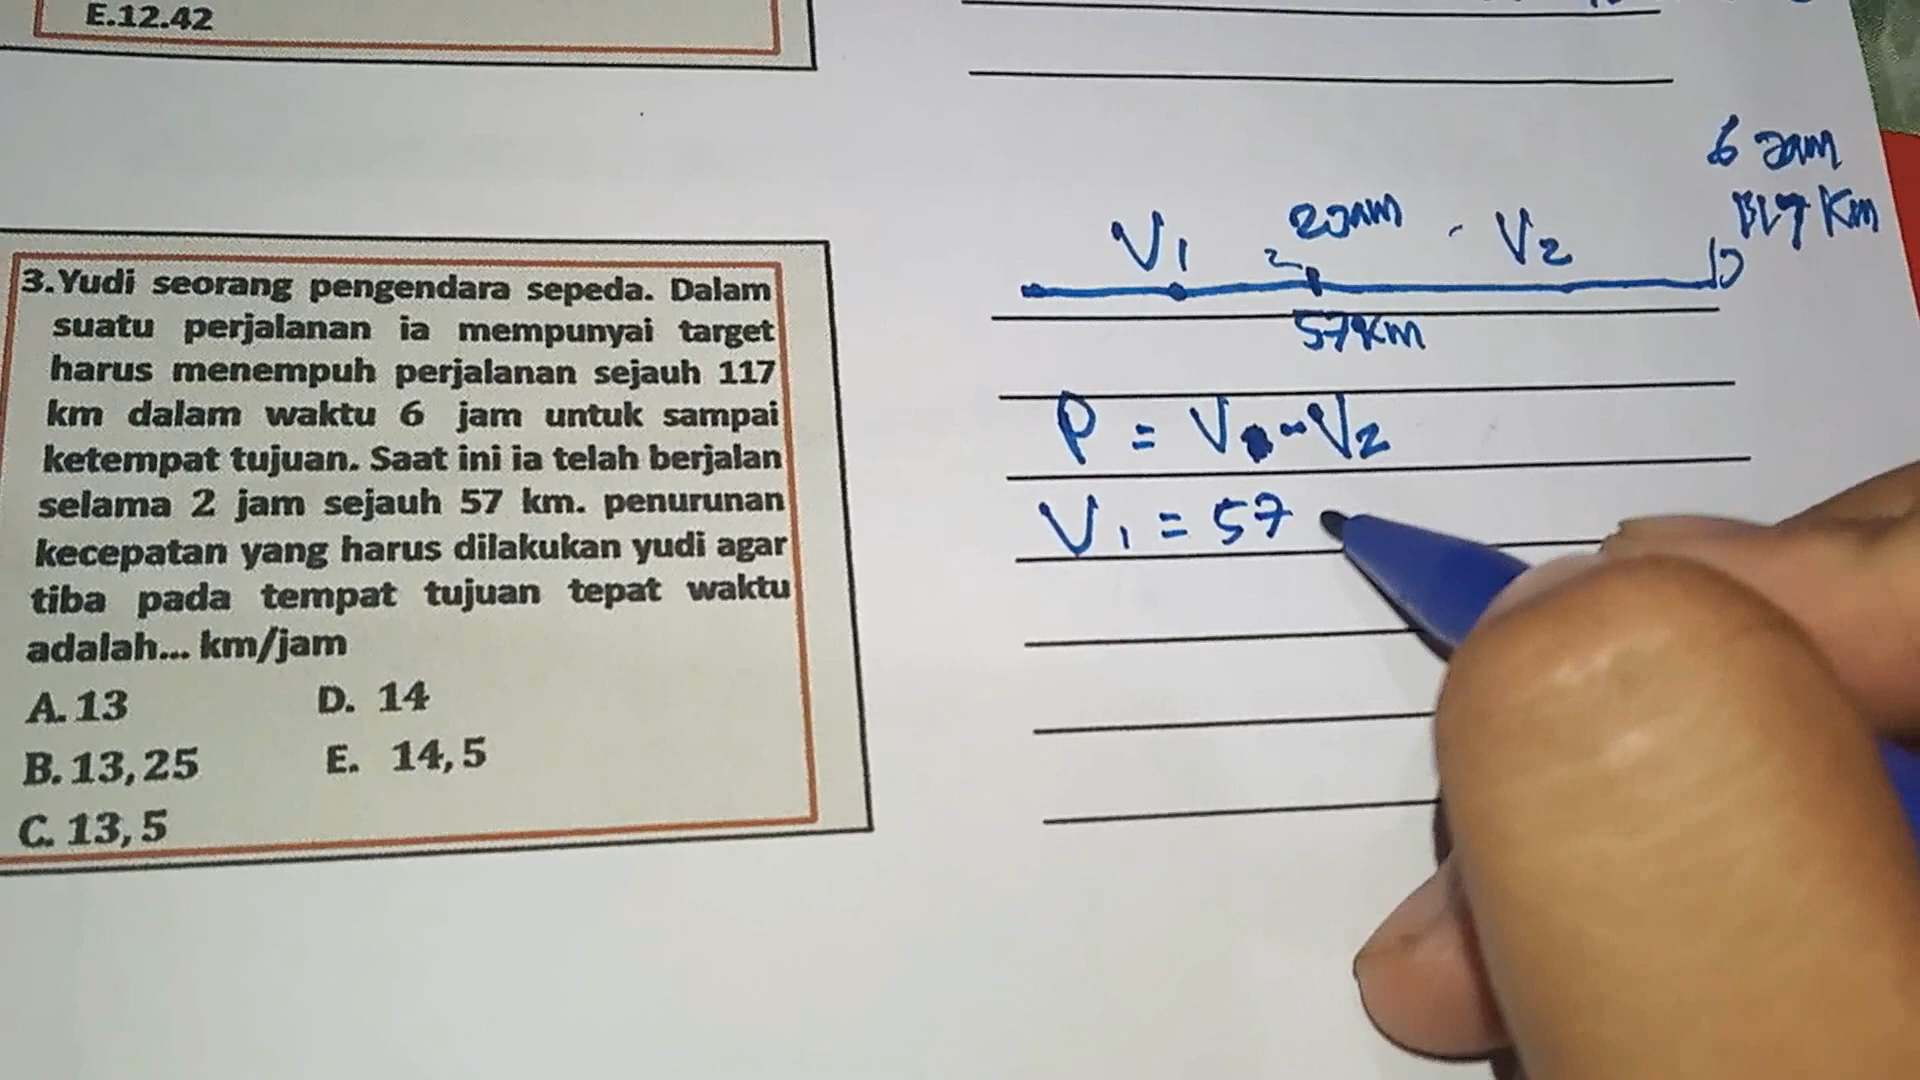 E.12.42
3.Yudi seorang pengendara sepeda. Dalam
suatu perjalanan ia mempunyai target
harus menempuh perjalanan sejauh 117
km dalam waktu 6 jam untuk sampai
ketempat tujuan. Saat ini ia telah berjalan
selama 2 jam sejauh 57 km. penurunan
kecepatan yang harus dilakukan yudi agar
tiba pada tempat tujuan tepat waktu
adalah... km/jam
A. 13 D. 14
B. 13,25 E. 14,5
C. 13,5
6 Jam
117 Km
V1 2 Jam V2
57 Km
P = V1 - V2
V1 = 57